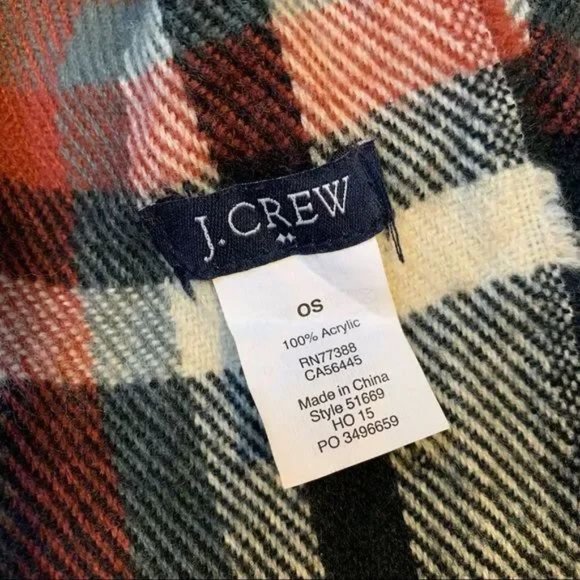 J.CREW
OS
100% Acrylic
RN77388
CA56445
Made in China
Style 51669
HO 15
PO 3496659